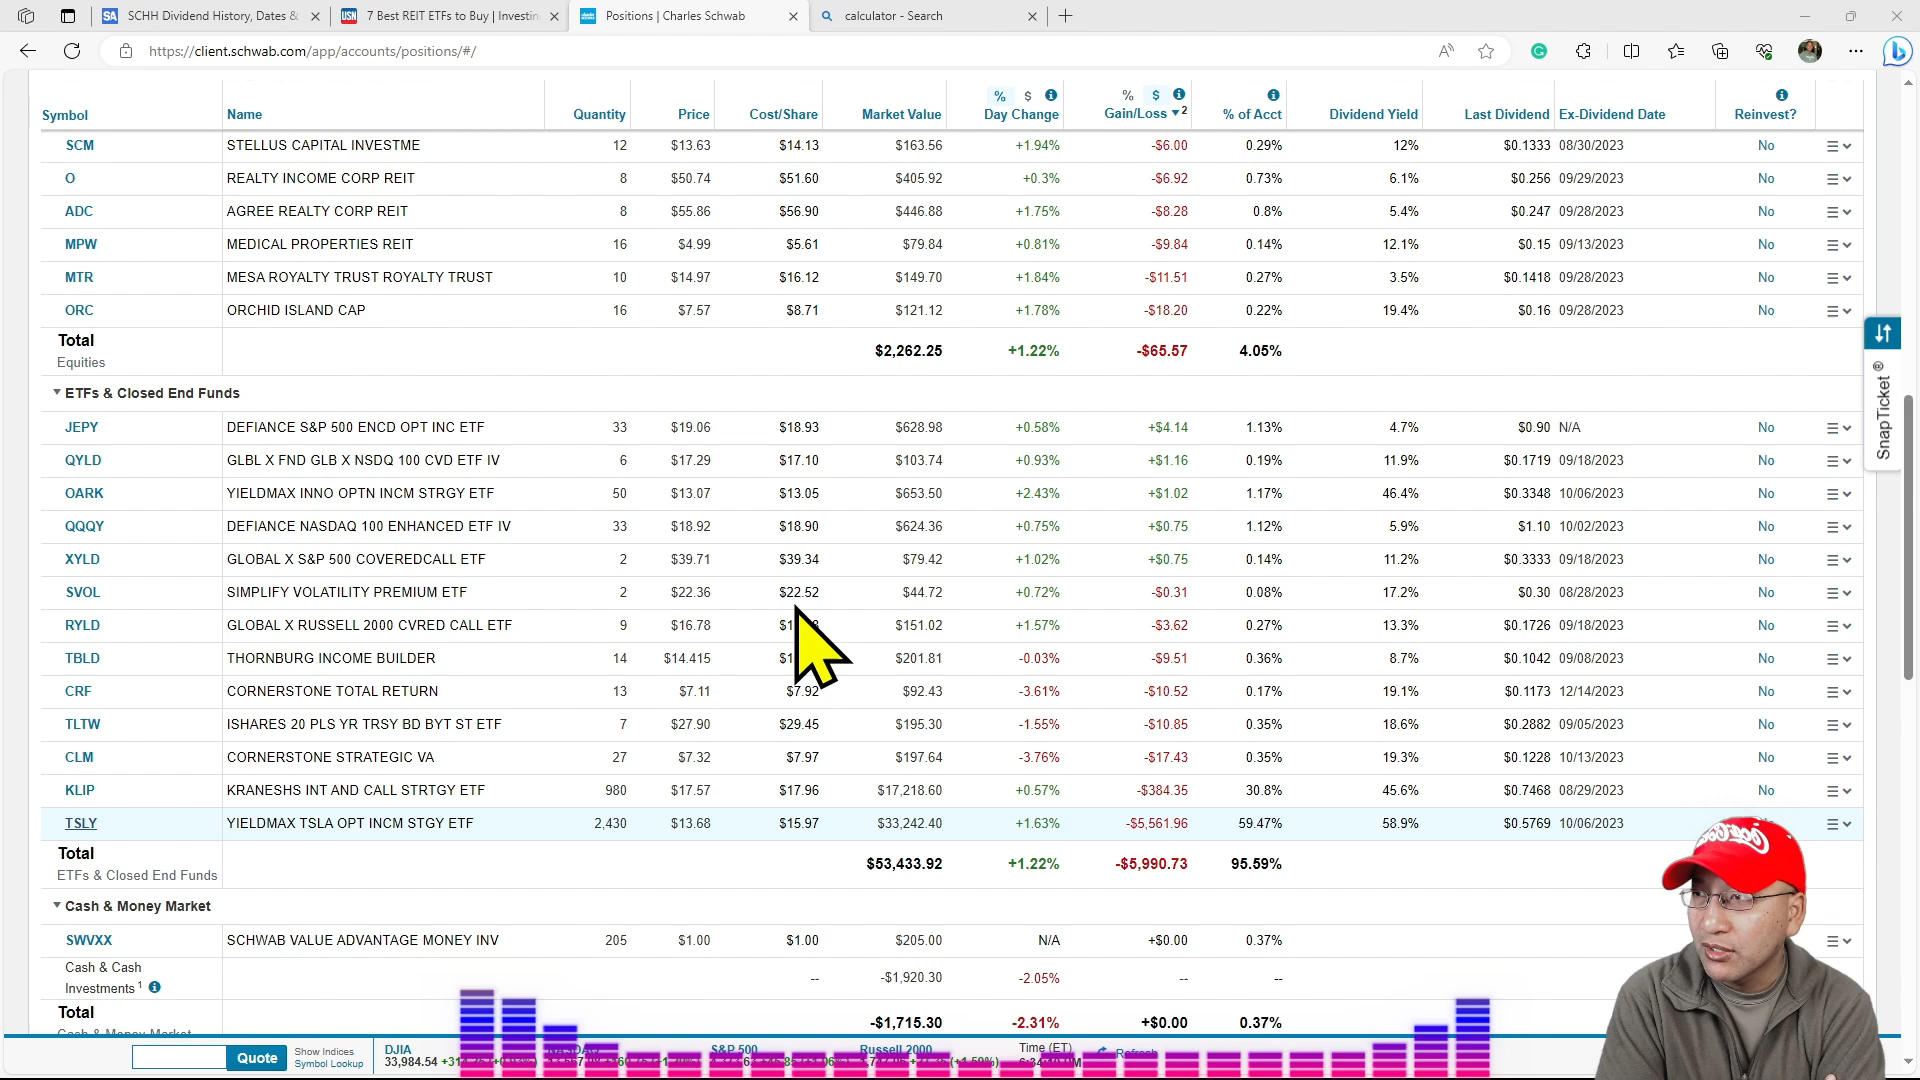 SCHH Dividend History, Dates &
7 Best REIT ETFs to Buy | Investin
Positions | Charles Schwab
calculator - Search
https://client.schwab.com/app/accounts/positions/#/
% $ % $
Symbol Name Quantity Price Cost/Share Market Value Day Change Gain/Loss 2 % of Acct Dividend Yield Last Dividend Ex-Dividend Date Reinvest?
SCM STELLUS CAPITAL INVESTME 12 $13.63 $14.13 $163.56 +1.94% -$6.00 0.29% 12% $0.1333 08/30/2023 No
O REALTY INCOME CORP REIT 8 $50.74 $51.60 $405.92 +0.3% -$6.92 0.73% 6.1% $0.256 09/29/2023 No
ADC AGREE REALTY CORP REIT 8 $55.86 $56.90 $446.88 +1.75% -$8.28 0.8% 5.4% $0.247 09/28/2023 No
MPW MEDICAL PROPERTIES REIT 16 $4.99 $5.61 $79.84 +0.81% -$9.84 0.14% 12.1% $0.15 09/13/2023 No
MTR MESA ROYALTY TRUST ROYALTY TRUST 10 $14.97 $16.12 $149.70 +1.84% -$11.51 0.27% 3.5% $0.1418 09/28/2023 No
ORC ORCHID ISLAND CAP 16 $7.57 $8.71 $121.12 +1.78% -$18.20 0.22% 19.4% $0.16 09/28/2023 No
Total
Equities $2,262.25 +1.22% -$65.57 4.05%
SnapTicket ®
ETFs & Closed End Funds
JEPY DEFIANCE S&P 500 ENCD OPT INC ETF 33 $19.06 $18.93 $628.98 +0.58% +$4.14 1.13% 4.7% $0.90 N/A No
QYLD GLBL X FND GLB X NSDQ 100 CVD ETF IV 6 $17.29 $17.10 $103.74 +0.93% +$1.16 0.19% 11.9% $0.1719 09/18/2023 No
OARK YIELDMAX INNO OPTN INCM STRGY ETF 50 $13.07 $13.05 $653.50 +2.43% +$1.02 1.17% 46.4% $0.3348 10/06/2023 No
QQQY DEFIANCE NASDAQ 100 ENHANCED ETF IV 33 $18.92 $18.90 $624.36 +0.75% +$0.75 1.12% 5.9% $1.10 10/02/2023 No
XYLD GLOBAL X S&P 500 COVEREDCALL ETF 2 $39.71 $39.34 $79.42 +1.02% +$0.75 0.14% 11.2% $0.3333 09/18/2023 No
SVOL SIMPLIFY VOLATILITY PREMIUM ETF 2 $22.36 $22.52 $44.72 +0.72% -$0.31 0.08% 17.2% $0.30 08/28/2023 No
RYLD GLOBAL X RUSSELL 2000 CVRED CALL ETF 9 $16.78 $151.02 +1.57% -$3.62 0.27% 13.3% $0.1726 09/18/2023 No
TBLD THORNBURG INCOME BUILDER 14 $14.415 $201.81 -0.03% -$9.51 0.36% 8.7% $0.1042 09/08/2023 No
CRF CORNERSTONE TOTAL RETURN 13 $7.11 $7.92 $92.43 -3.61% -$10.52 0.17% 19.1% $0.1173 12/14/2023 No
TLTW ISHARES 20 PLS YR TRSY BD BYT ST ETF 7 $27.90 $29.45 $195.30 -1.55% -$10.85 0.35% 18.6% $0.2882 09/05/2023 No
CLM CORNERSTONE STRATEGIC VA 27 $7.32 $7.97 $197.64 -3.76% -$17.43 0.35% 19.3% $0.1228 10/13/2023 No
KLIP KRANESHS INT AND CALL STRTGY ETF 980 $17.57 $17.96 $17,218.60 +0.57% -$384.35 30.8% 45.6% $0.7468 08/29/2023 No
TSLY YIELDMAX TSLA OPT INCM STGY ETF 2,430 $13.68 $15.97 $33,242.40 +1.63% -$5,561.96 59.47% 58.9% $0.5769 10/06/2023
Total
ETFs & Closed End Funds $53,433.92 +1.22% -$5,990.73 95.59%
Cash & Money Market
SWVXX SCHWAB VALUE ADVANTAGE MONEY INV 205 $1.00 $1.00 $205.00 N/A +$0.00 0.37%
Cash & Cash
Investments 1 -- -$1,920.30 -2.05% -- --
Total
Cash & Money Market -$1,715.30 -2.31% +$0.00 0.37%
Quote
Show Indices
Symbol Lookup
DJIA
33,984.54
NASDAQ
S&P 500
Russell 2000
Time (ET)
Refresh
Coca-Cola